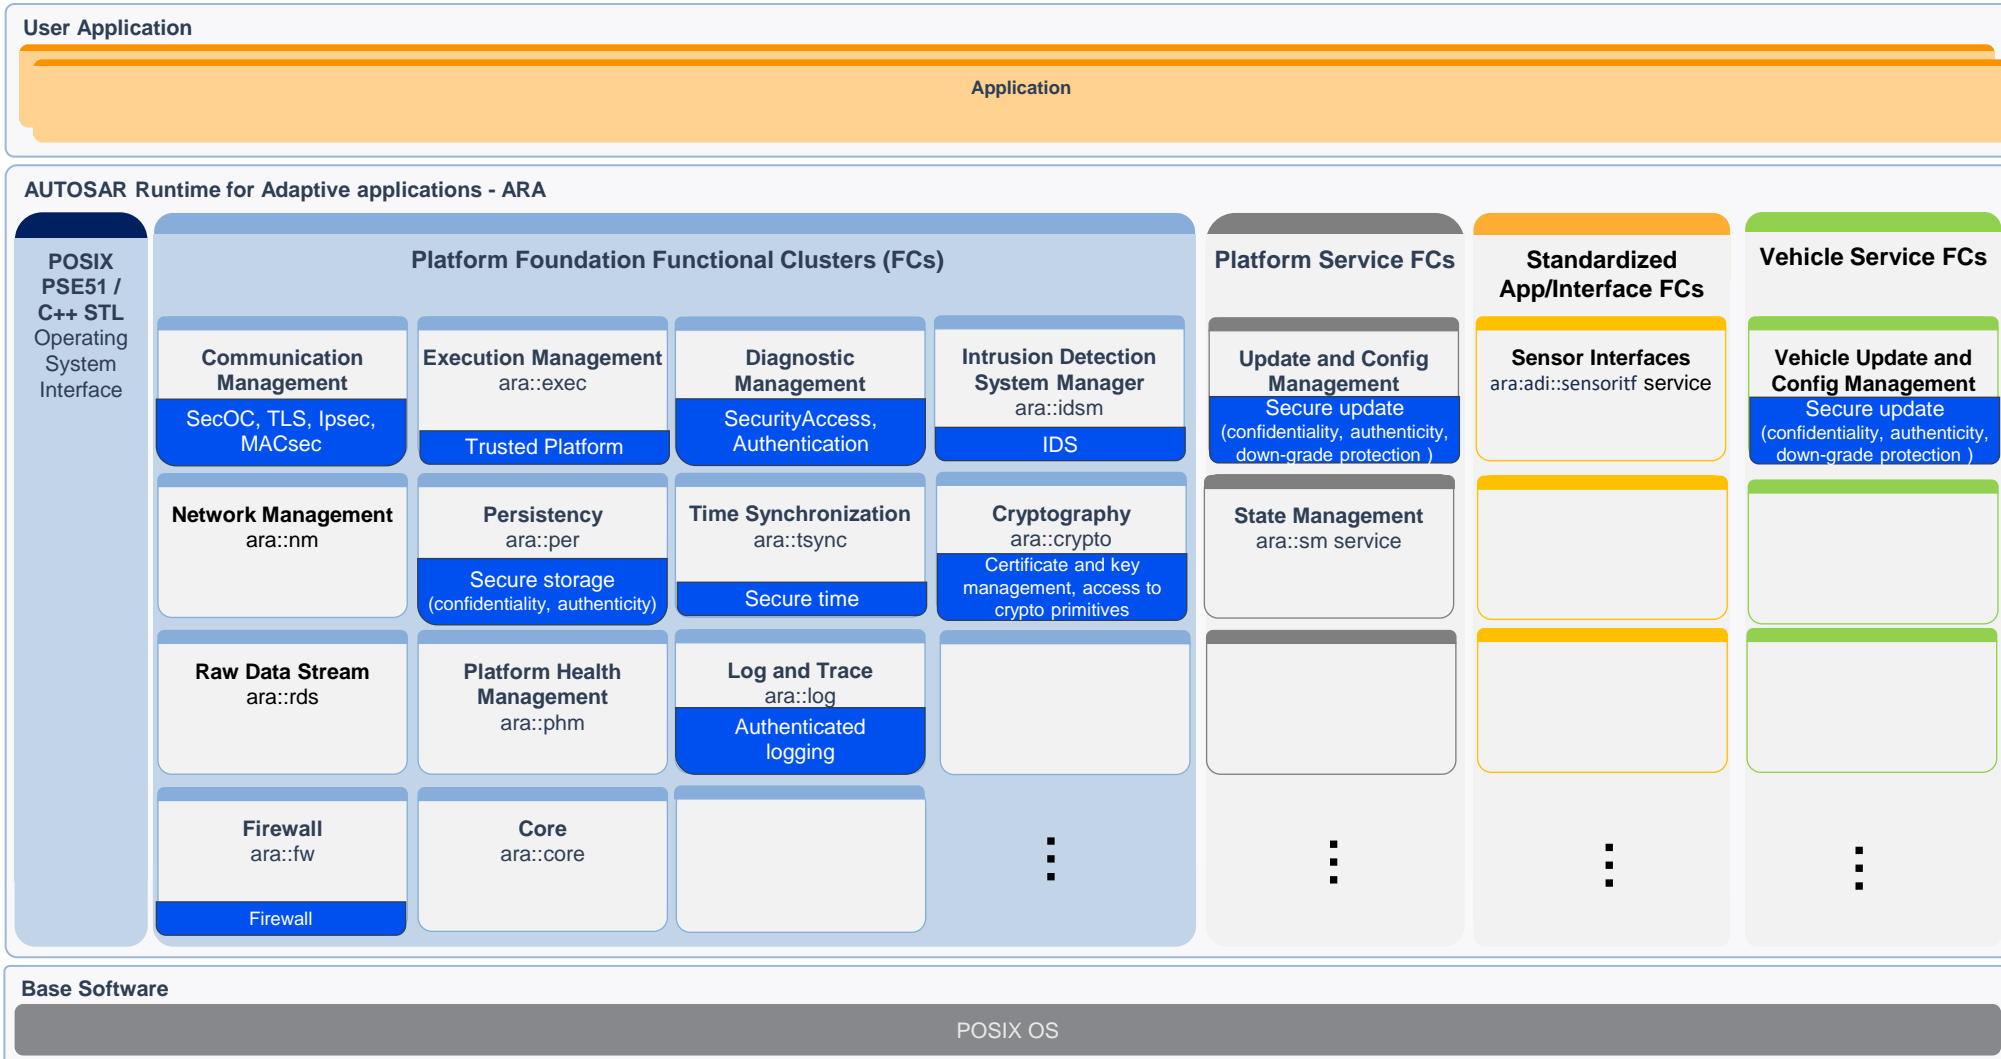 User Application
Application
AUTOSAR Runtime for Adaptive applications - ARA
POSIX
PSE51 /
C++ STL
Operating
System
Interface
Platform Foundation Functional Clusters (FCs)
Communication
Management
SecOC, TLS, Ipsec,
MACsec
Execution Management
ara::exec
Trusted Platform
Diagnostic
Management
SecurityAccess,
Authentication
Intrusion Detection
System Manager
ara::idsm
IDS
Network Management
ara::nm
Persistency
ara::per
Secure storage
(confidentiality, authenticity)
Time Synchronization
ara::tsync
Secure time
Cryptography
ara::crypto
Certificate and key
management, access to
crypto primitives
Raw Data Stream
ara::rds
Platform Health
Management
ara::phm
Log and Trace
ara::log
Authenticated
logging
Firewall
ara::fw
Firewall
Core
ara::core
Platform Service FCs
Update and Config
Management
Secure update
(confidentiality, authenticity,
down-grade protection )
State Management
ara::sm service
Standardized
App/Interface FCs
Sensor Interfaces
ara:adi::sensoritf service
Vehicle Service FCs
Vehicle Update and
Config Management
Secure update
(confidentiality, authenticity,
down-grade protection )
Base Software
POSIX OS